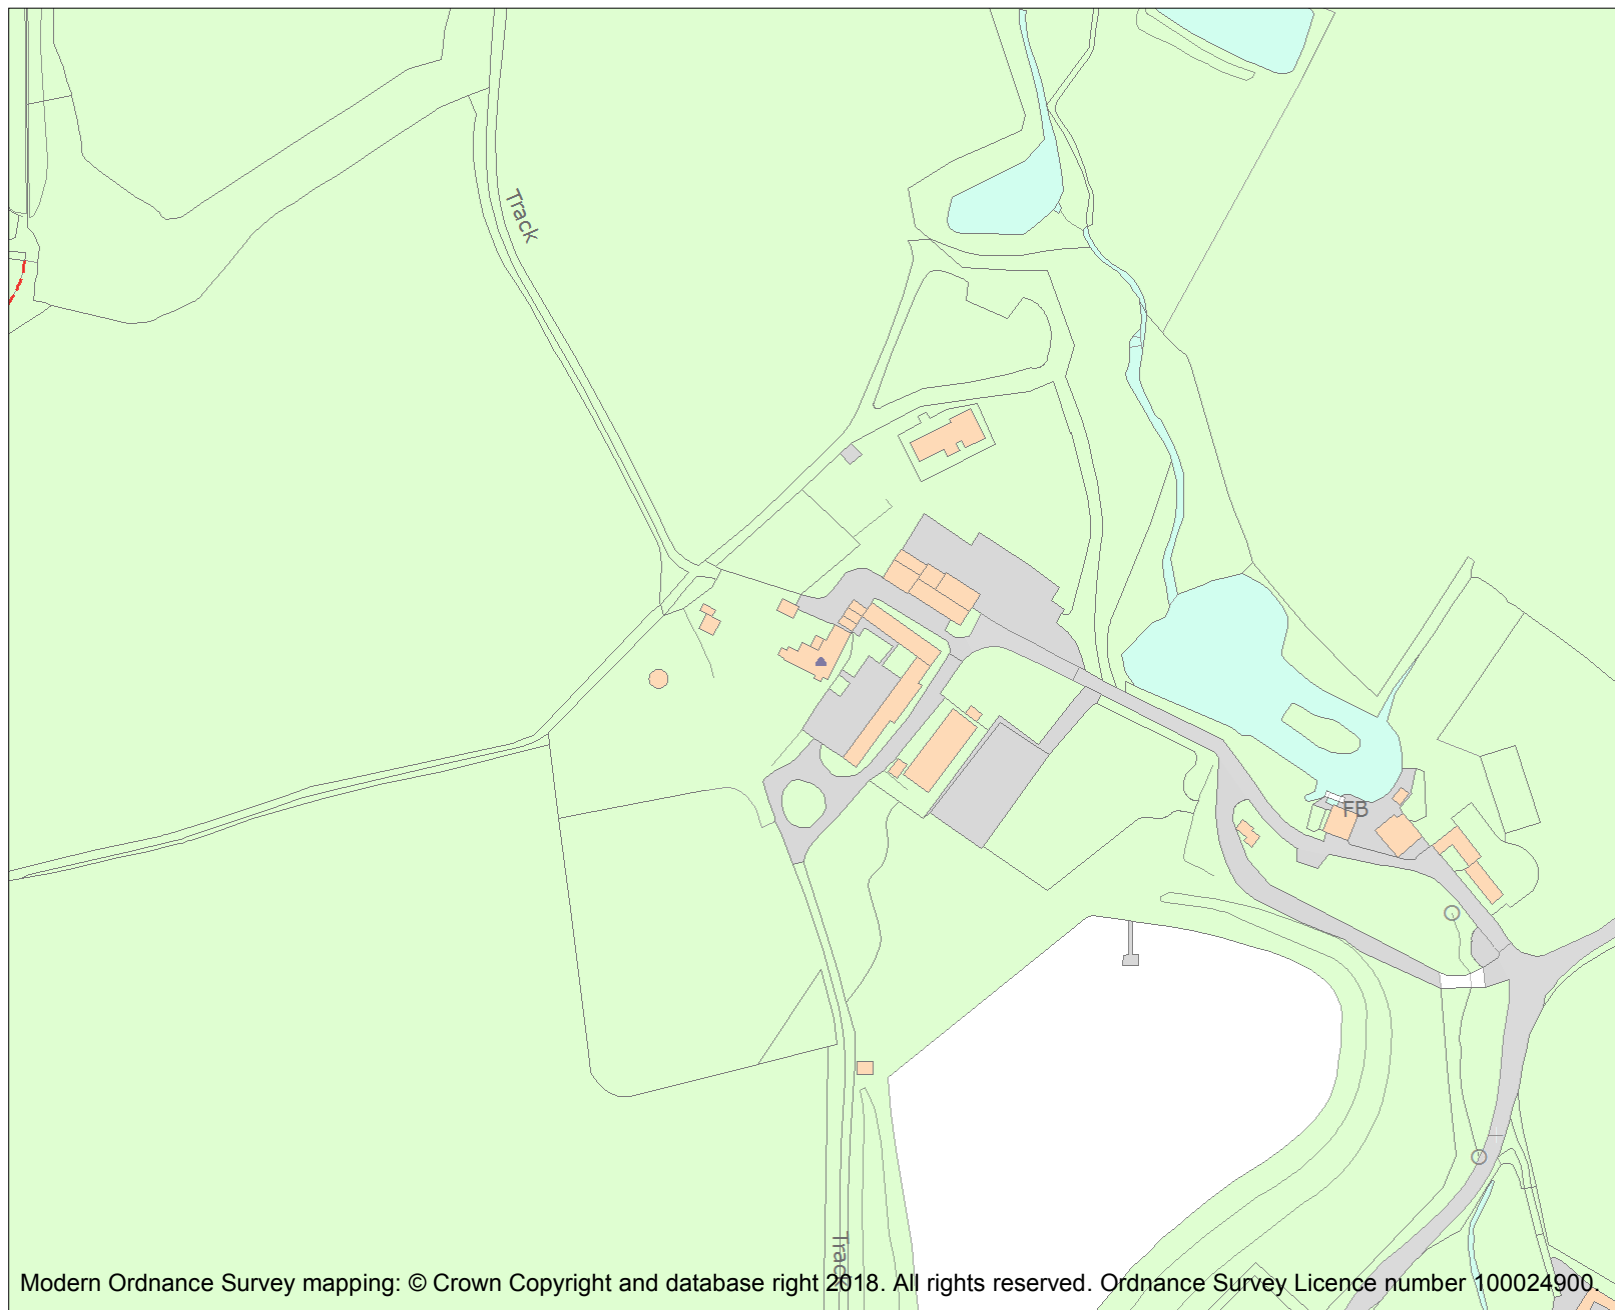 Track
FB
Track
Modern Ordnance Survey mapping: © Crown Copyright and database right 2018. All rights reserved. Ordnance Survey Licence number 100024900.